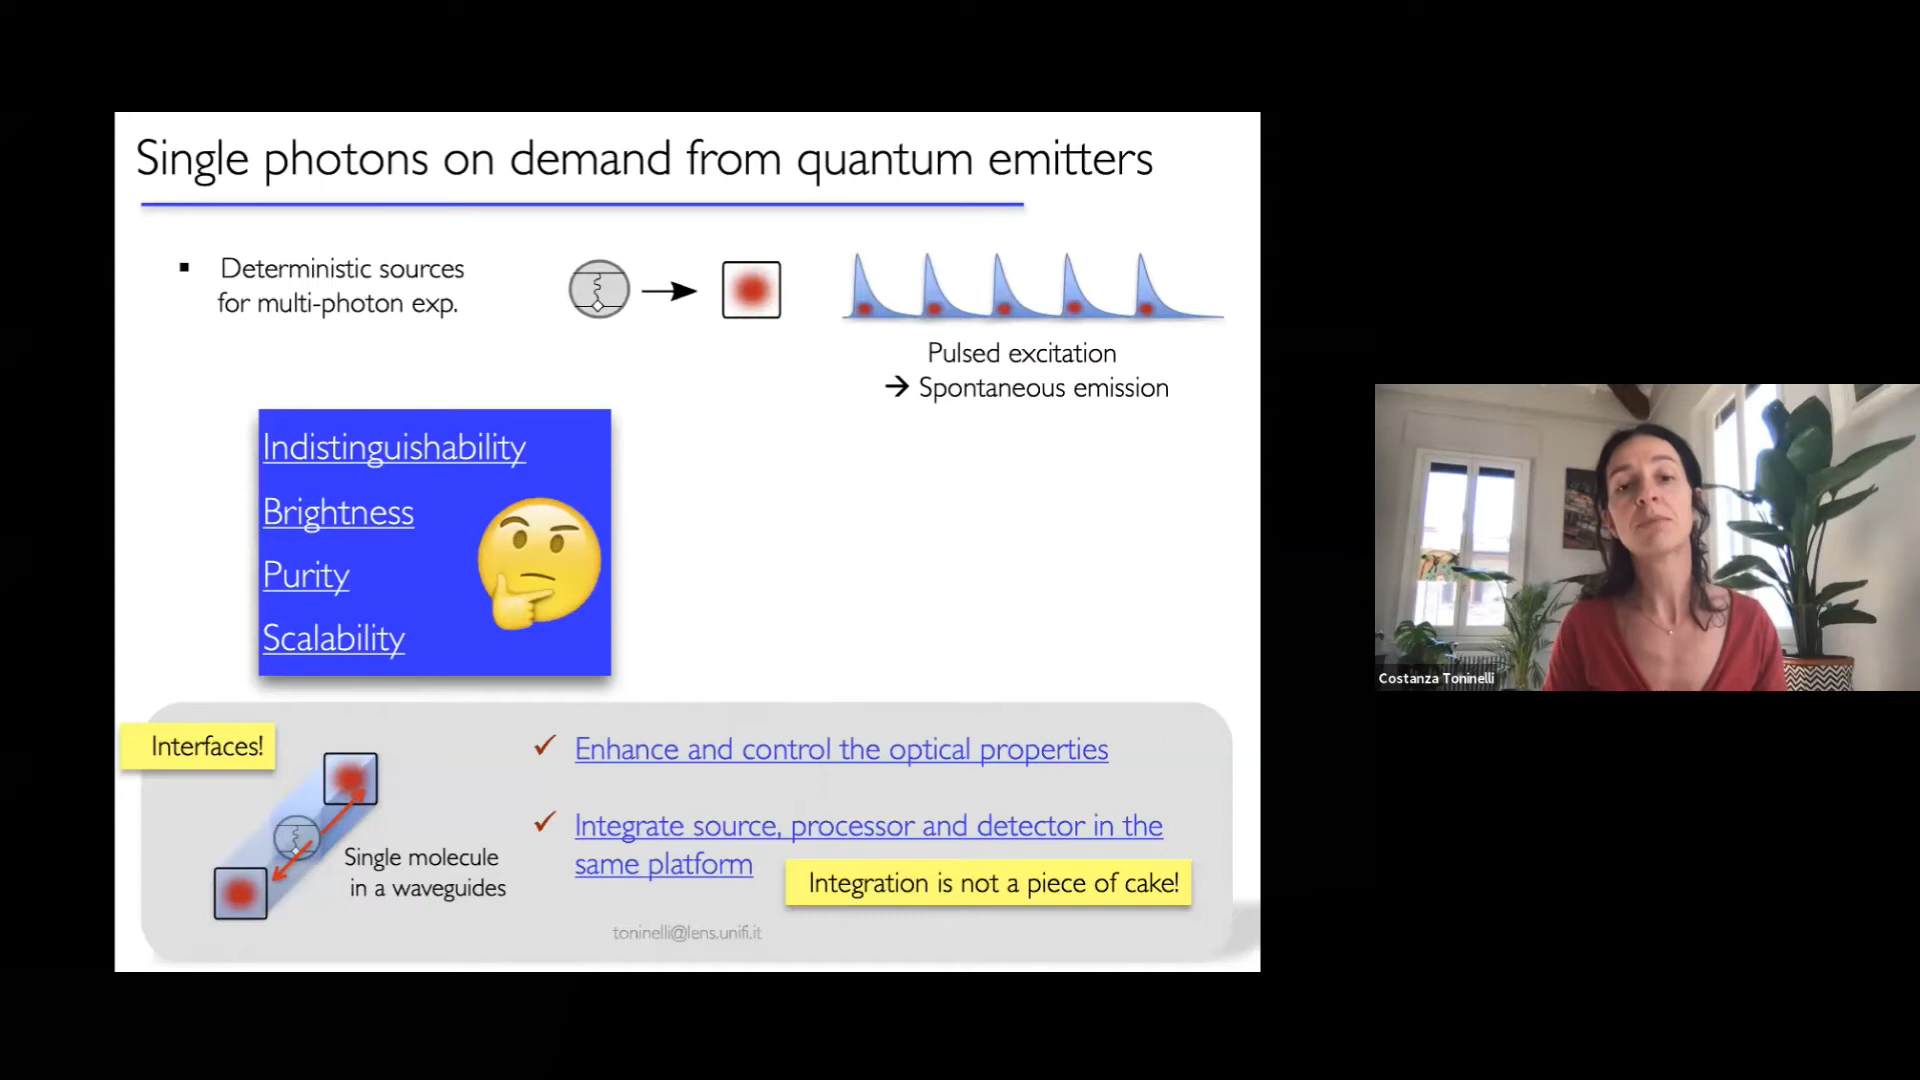 Single photons on demand from quantum emitters
▪ Deterministic sources
for multi-photon exp.
Pulsed excitation
→ Spontaneous emission
Indistinguishability
Brightness
Purity
Scalability
Interfaces!
Single molecule
in a waveguides
✓ Enhance and control the optical properties
✓ Integrate source, processor and detector in the
same platform
Integration is not a piece of cake!
toninelli@lens.unifi.it
Costanza Toninelli